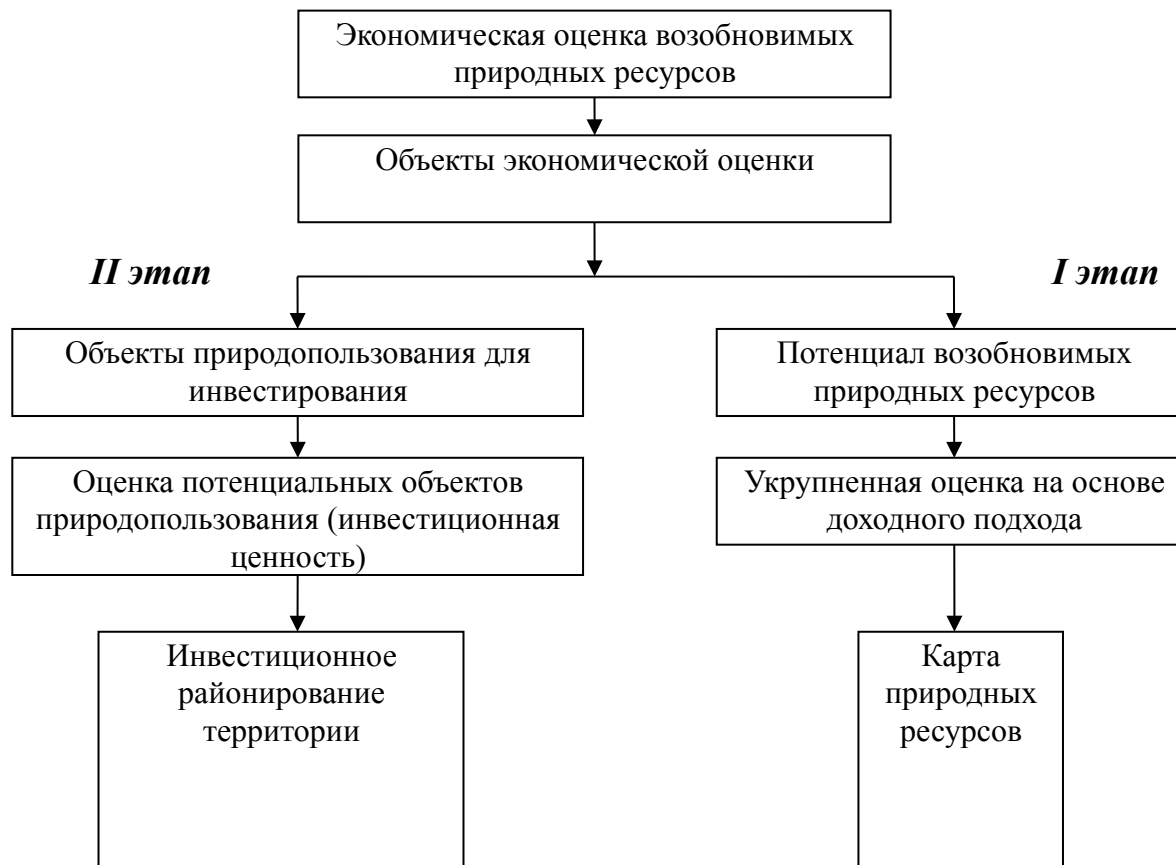 Экономическая оценка возобновимых
природных ресурсов
Объекты экономической оценки
II этап
I этап
Объекты природопользования для
инвестирования
Потенциал возобновимых
природных ресурсов
Оценка потенциальных объектов
природопользования (инвестиционная
ценность)
Укрупненная оценка на основе
доходного подхода
Инвестиционное
районирование
территории
Карта
природных
ресурсов